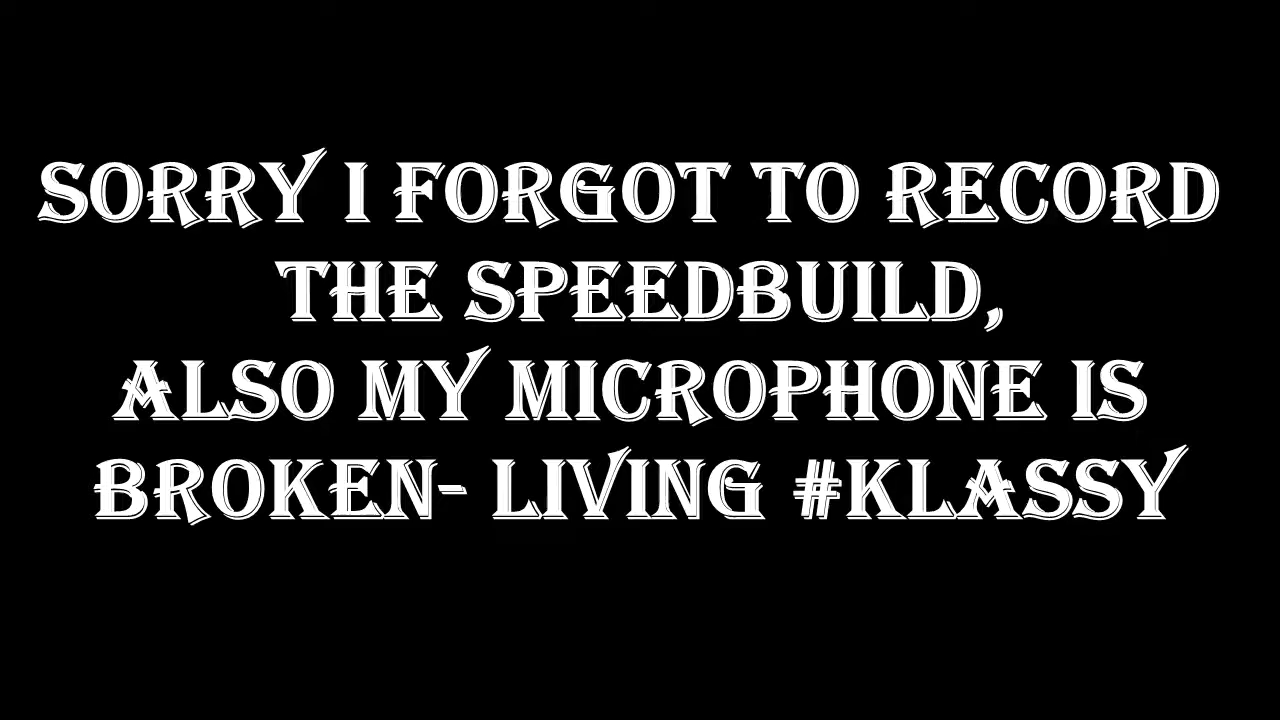 SORRY I FORGOT TO RECORD
THE SPEEDBUILD,
ALSO MY MICROPHONE IS
BROKEN- LIVING #KLASSY